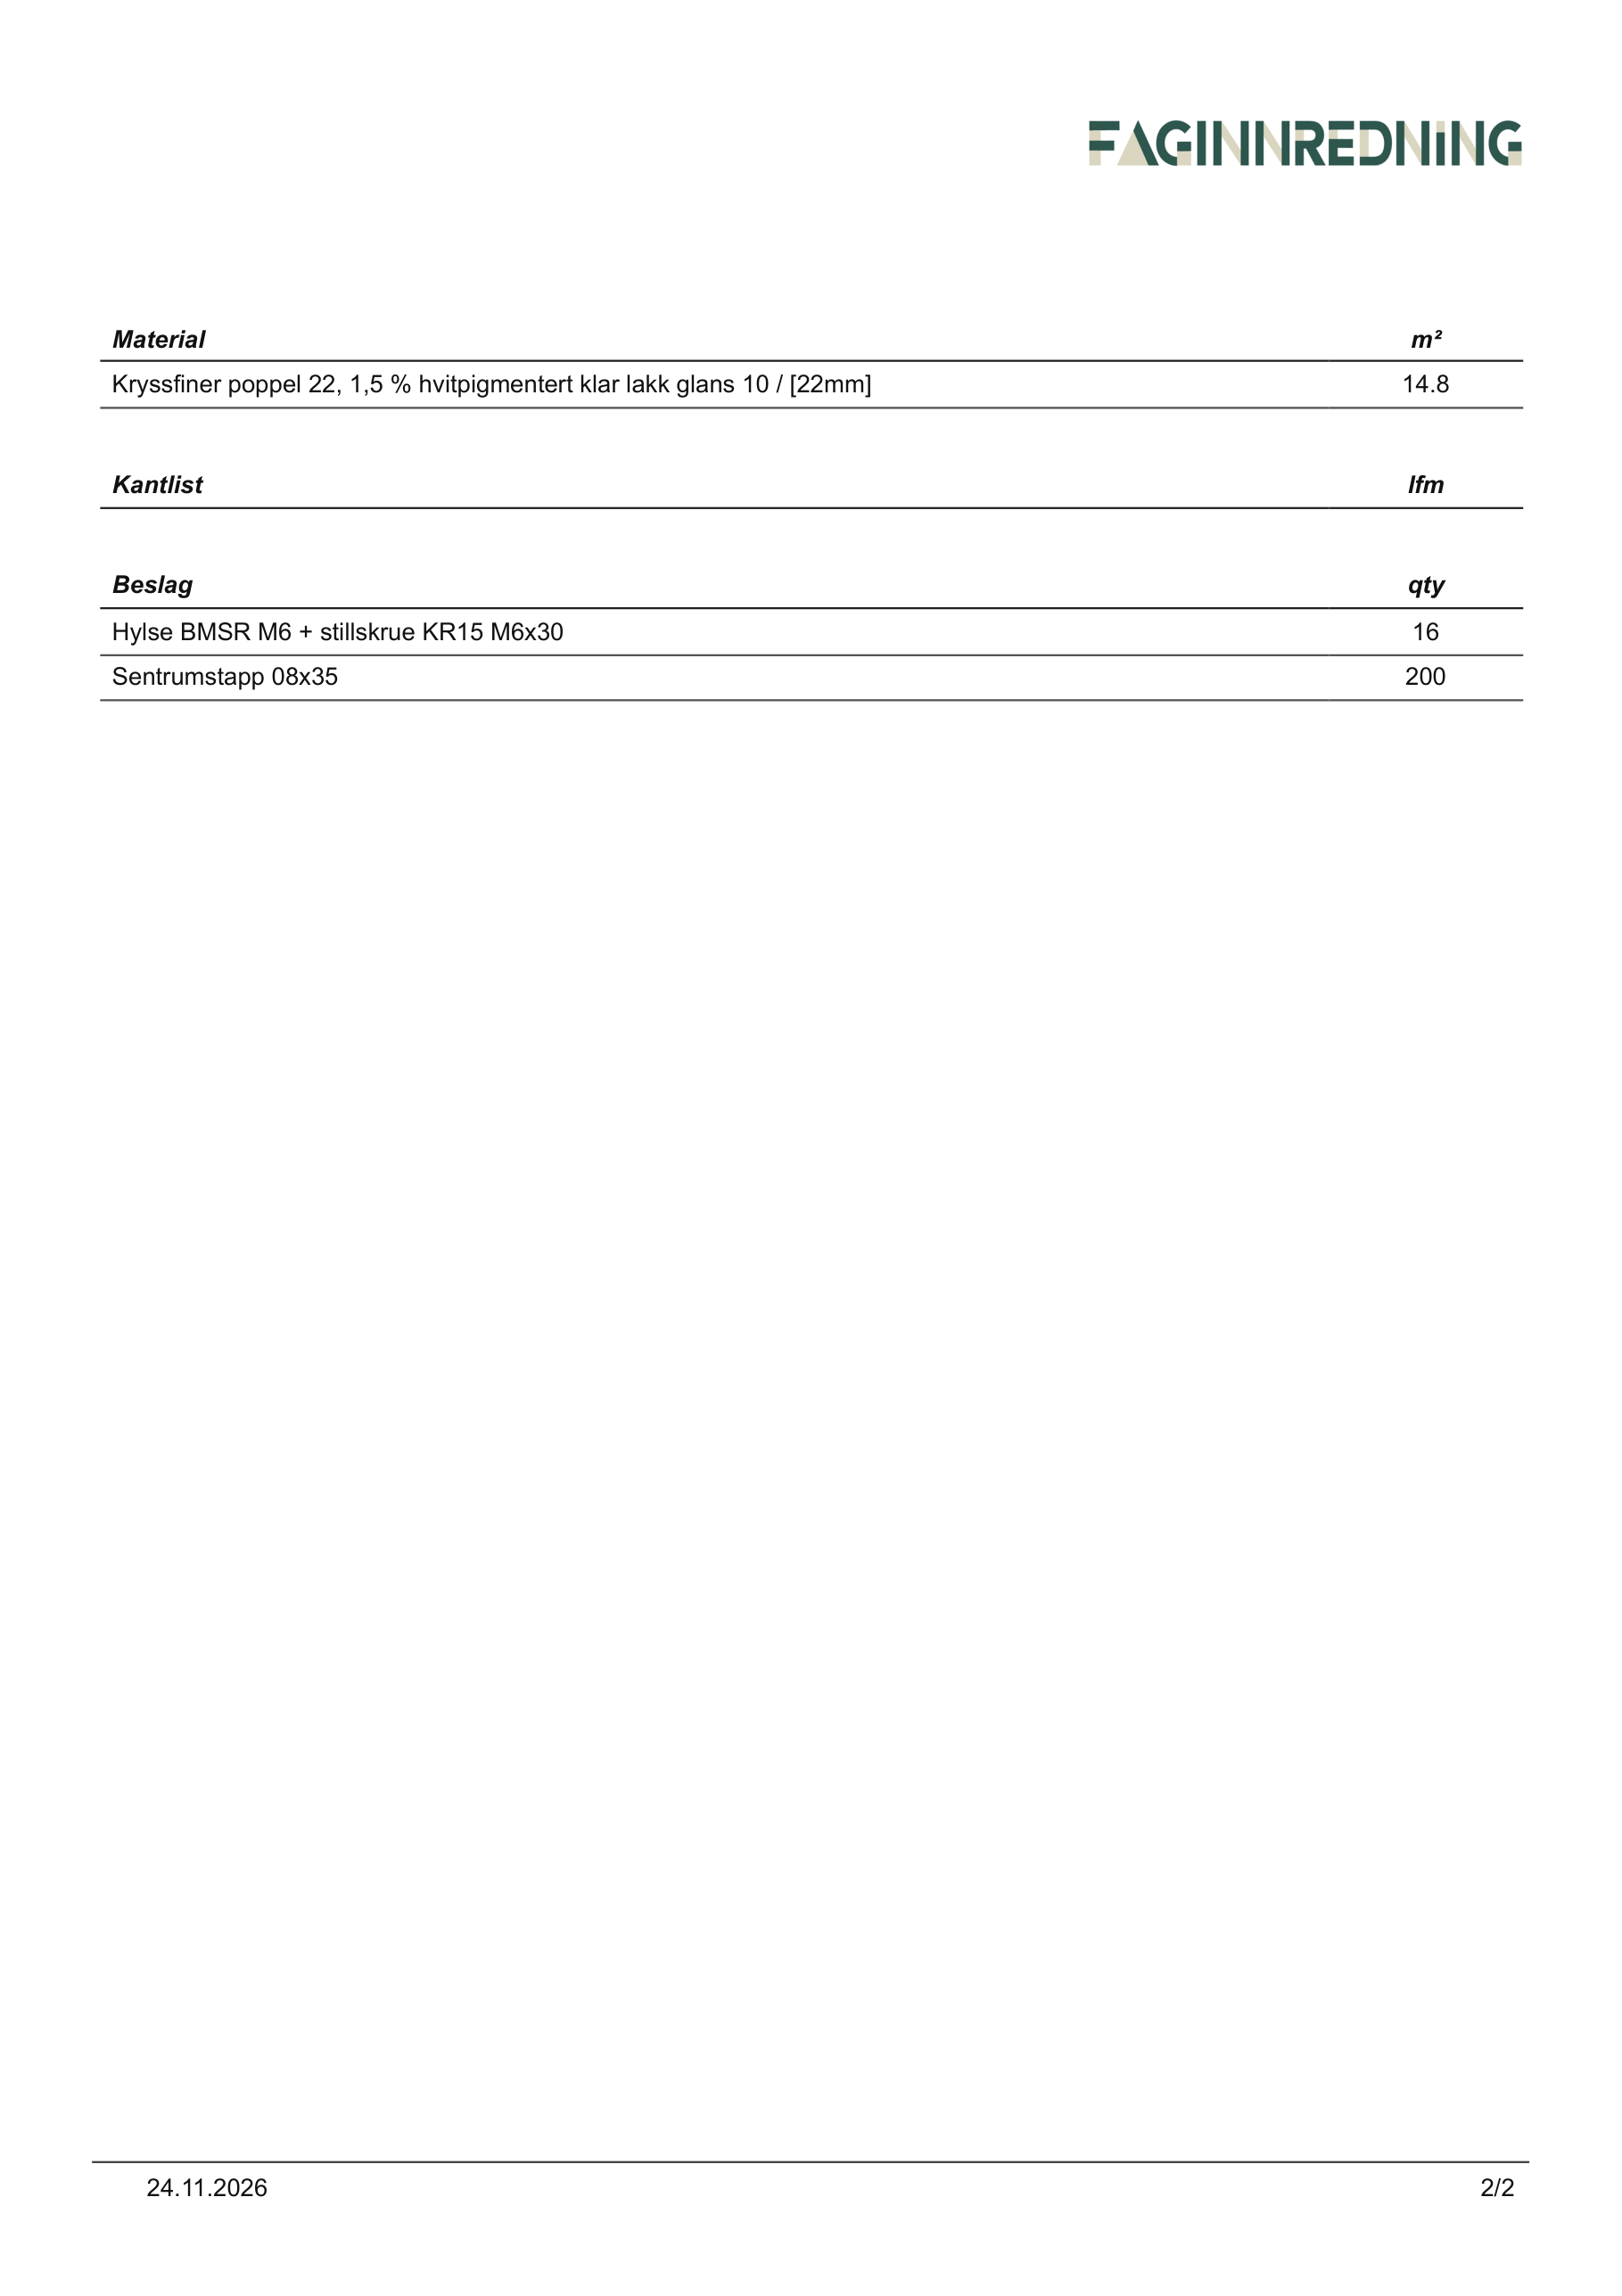 FAGINNREDNING
Material m²
Kryssfiner poppel 22, 1,5 % hvitpigmentert klar lakk glans 10 / [22mm] 14.8
Kantlist lfm
Beslag qty
Hylse BMSR M6 + stillskrue KR15 M6x30 16
Sentrumstapp 08x35 200
24.11.2026 2/2